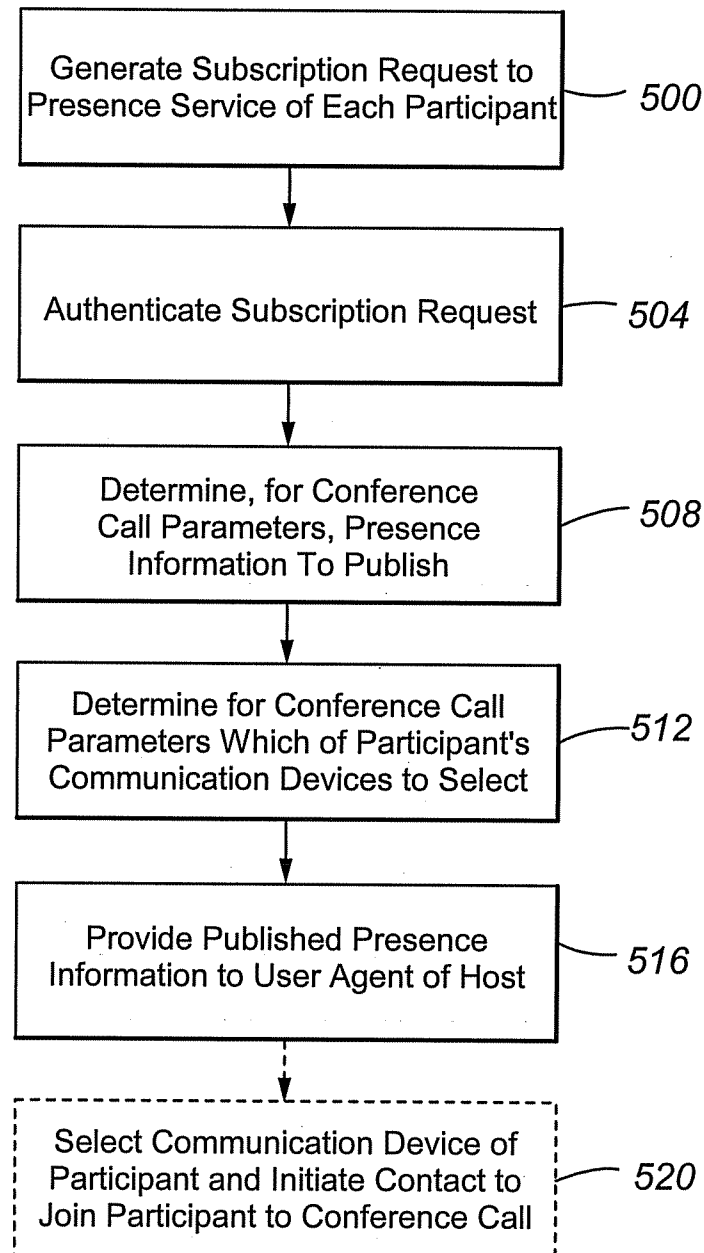 Generate Subscription Request to
Presence Service of Each Participant
500
Authenticate Subscription Request
504
Determine, for Conference
Call Parameters, Presence
Information To Publish
508
Determine for Conference Call
Parameters Which of Participant's
Communication Devices to Select
512
Provide Published Presence
Information to User Agent of Host
516
Select Communication Device of
Participant and Initiate Contact to
Join Participant to Conference Call
520